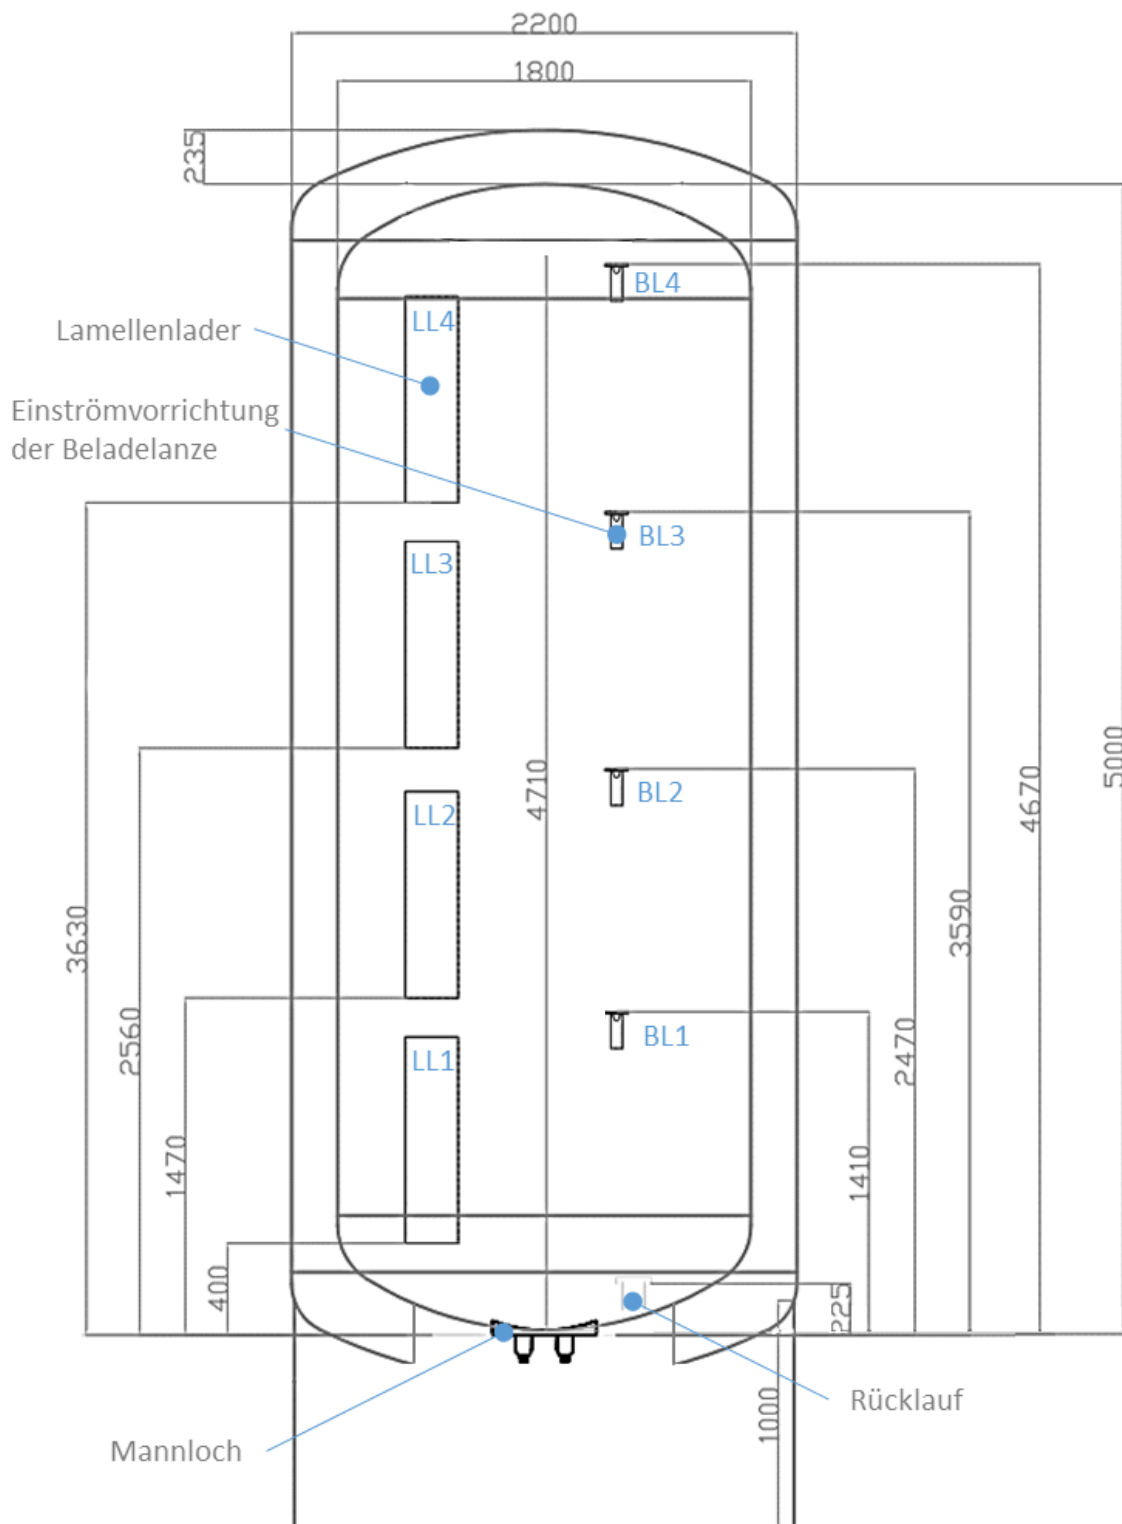 2200
1800
235
BL4
LL4
Lamellenlader
Einströmvorrichtung
der Beladelanze
BL3
LL3
4710
5000
4670
BL2
LL2
3630
3590
2560
2470
BL1
LL1
1470
1410
400
225
1000
Rücklauf
Mannloch